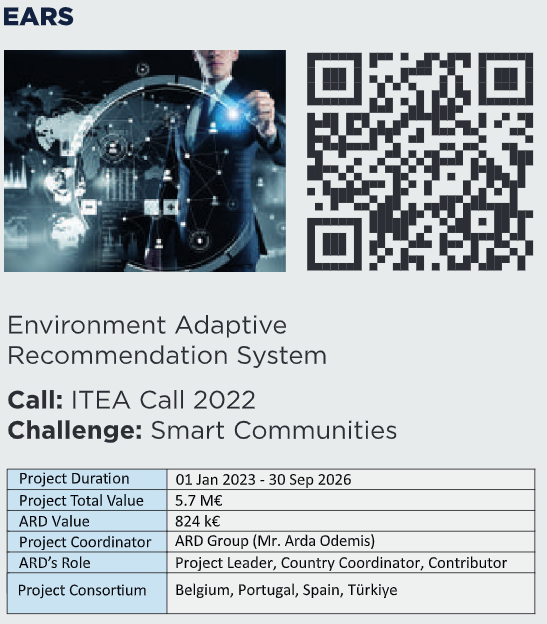 EARS
Environment Adaptive
Recommendation System
Call: ITEA Call 2022
Challenge: Smart Communities
Project Duration 01 Jan 2023 - 30 Sep 2026
Project Total Value 5.7 M€
ARD Value 824 k€
Project Coordinator ARD Group (Mr. Arda Odemis)
ARD's Role Project Leader, Country Coordinator, Contributor
Project Consortium Belgium, Portugal, Spain, Türkiye